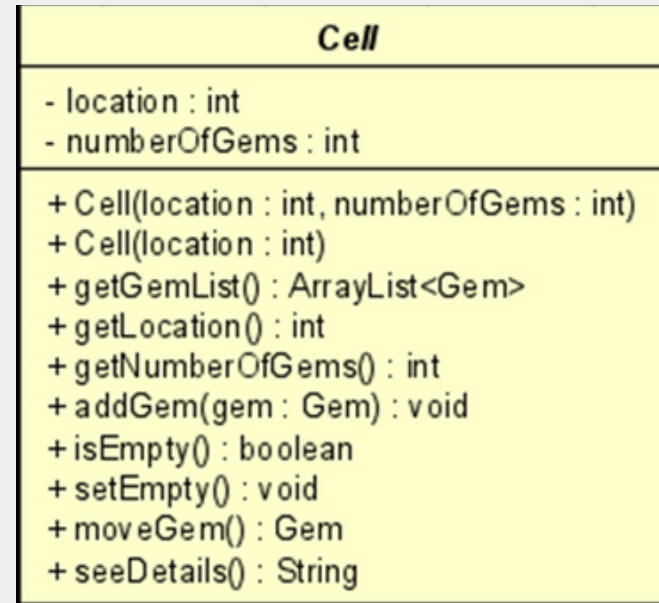 Cell
- location : int
- numberOfGems : int
+ Cell(location : int, numberOfGems : int)
+ Cell(location : int)
+ getGemList() : ArrayList<Gem>
+ getLocation() : int
+ getNumberOfGems() : int
+ addGem(gem : Gem) : void
+ isEmpty() : boolean
+ setEmpty() : void
+ moveGem() : Gem
+ seeDetails() : String